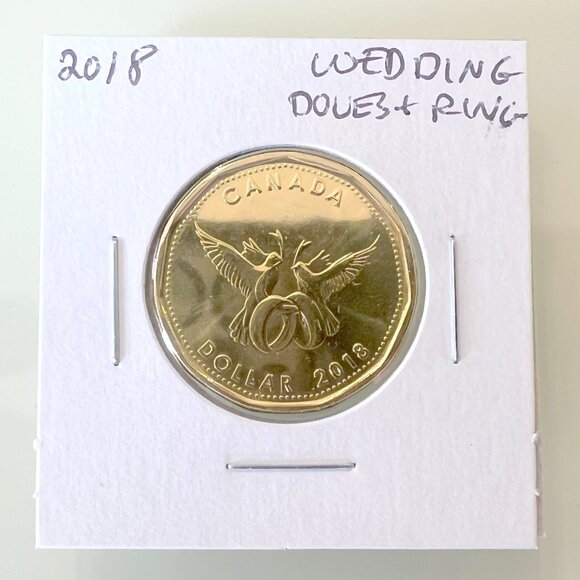 2018 WEDDING
DOVES + RING
CANADA
DOLLAR 2018